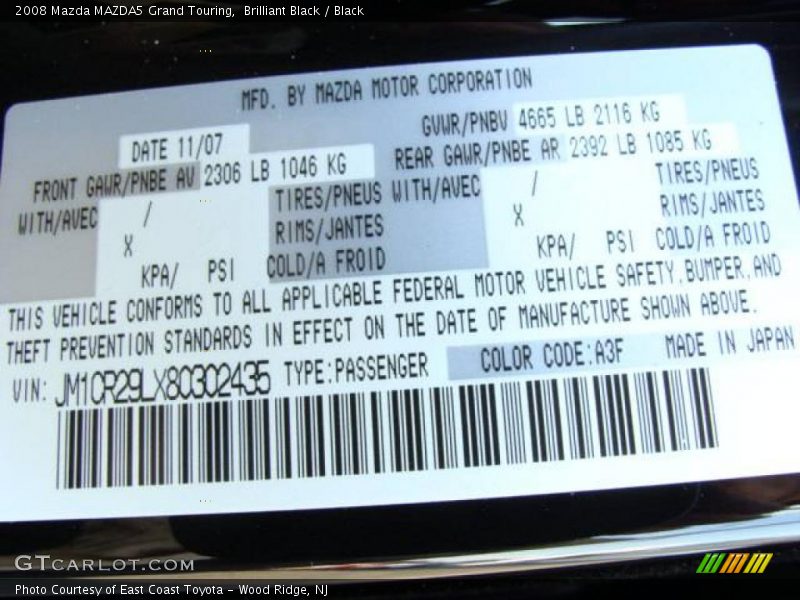 2008 Mazda MAZDA5 Grand Touring, Brilliant Black / Black
MFD. BY MAZDA MOTOR CORPORATION
DATE 11/07 GVWR/PNBV 4665 LB 2116 KG
FRONT GAWR/PNBE AV 2306 LB 1046 KG REAR GAWR/PNBE AR 2392 LB 1085 KG
WITH/AVEC / TIRES/PNEUS WITH/AVEC / TIRES/PNEUS
X RIMS/JANTES X RIMS/JANTES
KPA/ PSI COLD/A FROID KPA/ PSI COLD/A FROID
THIS VEHICLE CONFORMS TO ALL APPLICABLE FEDERAL MOTOR VEHICLE SAFETY,BUMPER,AND
THEFT PREVENTION STANDARDS IN EFFECT ON THE DATE OF MANUFACTURE SHOWN ABOVE.
VIN: JM1CR29LX80302435 TYPE:PASSENGER COLOR CODE:A3F MADE IN JAPAN
GTCARLOT.COM
Photo Courtesy of East Coast Toyota - Wood Ridge, NJ